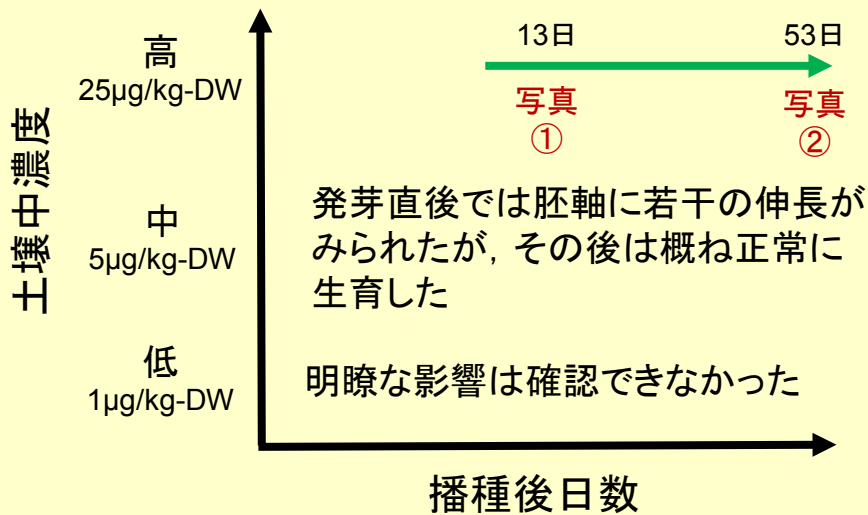 13日
53日
高
25µg/kg-DW
写真
①
写真
②
土壌中濃度
中
5µg/kg-DW
発芽直後では胚軸に若干の伸長が
みられたが，その後は概ね正常に
生育した
低
1µg/kg-DW
明瞭な影響は確認できなかった
播種後日数